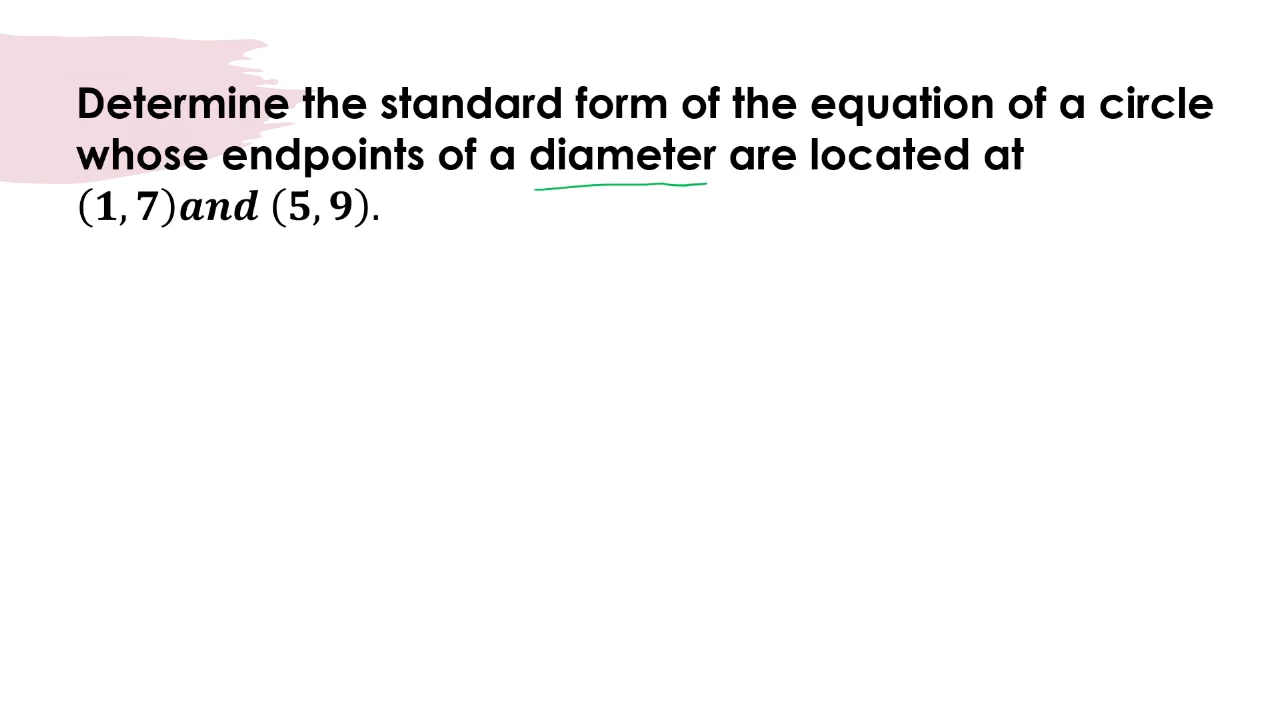 Determine the standard form of the equation of a circle
whose endpoints of a diameter are located at
(1, 7)and (5, 9).